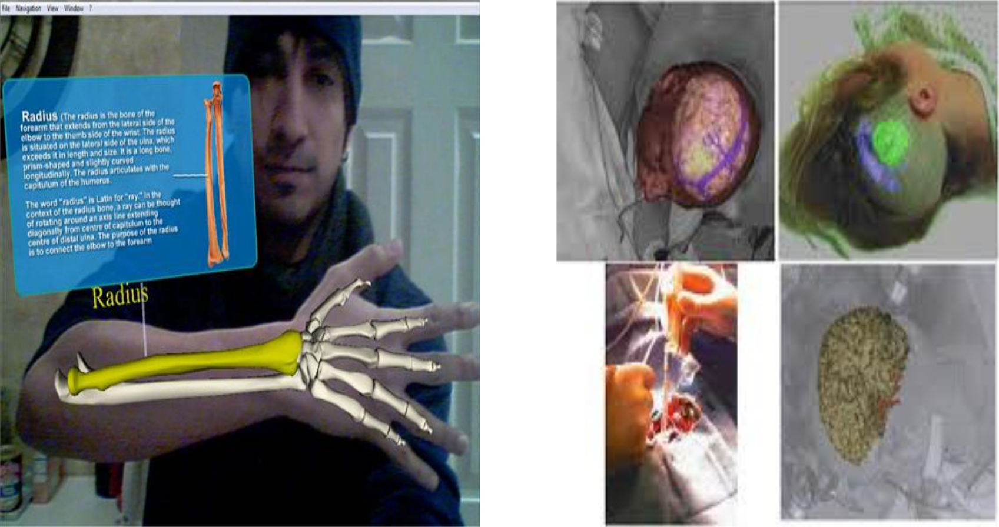 File Navigation View Window ?
Radius (The radius is the bone of the
forearm that extends from the lateral side of the
elbow to the thumb side of the wrist. The radius
is situated on the lateral side of the ulna, which
exceeds it in length and size. It is a long bone,
prism-shaped and slightly curved
longitudinally. The radius articulates with the
capitulum of the humerus.
The word "radius" is Latin for "ray." In the
context of the radius bone, a ray can be thought
of rotating around an axis line extending
diagonally from centre of capitulum to the
centre of distal ulna. The purpose of the radius
is to connect the elbow to the forearm
Radius